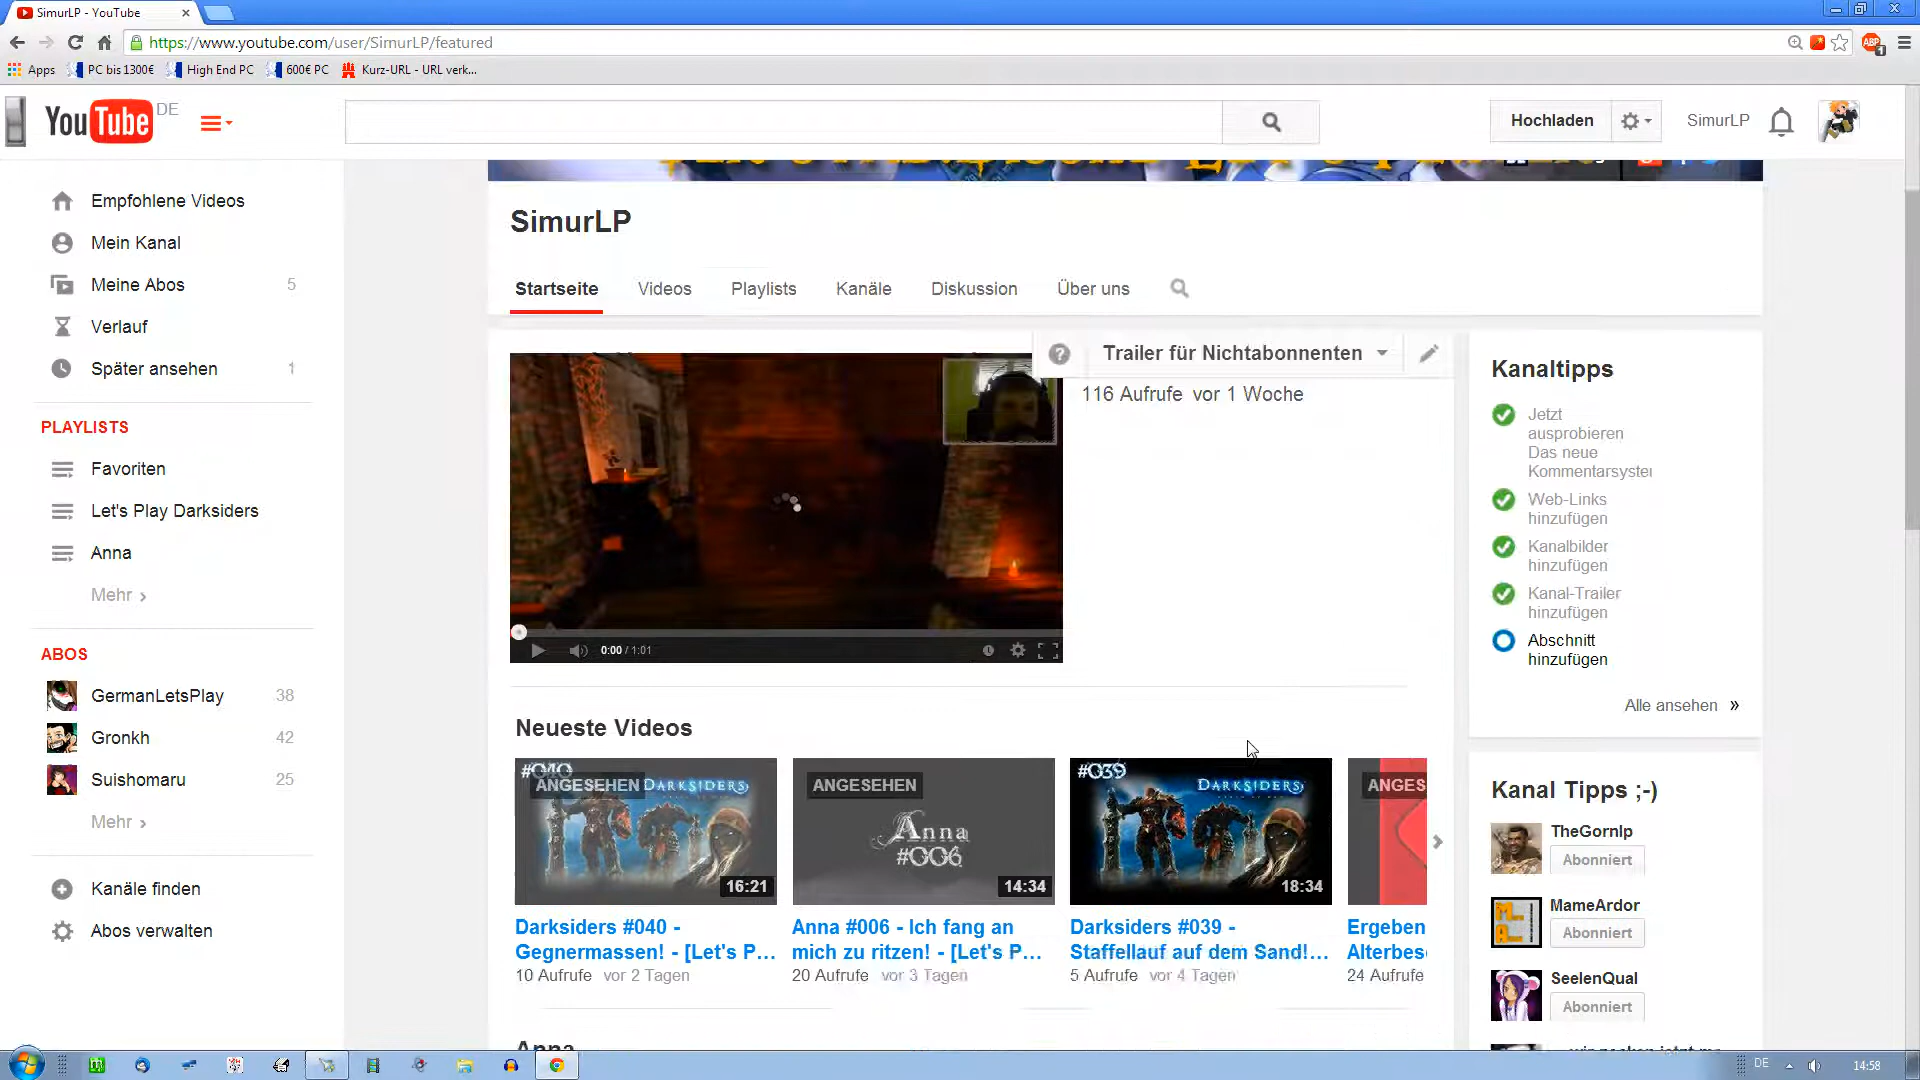 SimurLP - YouTube
https://www.youtube.com/user/SimurLP/featured
ABP
1
Apps
PC bis 1300€
High End PC
600€ PC
Kurz-URL - URL verk...
YouTube DE
Hochladen
SimurLP
Empfohlene Videos
Mein Kanal
Meine Abos 5
Verlauf
Später ansehen 1
PLAYLISTS
Favoriten
Let's Play Darksiders
Anna
Mehr
ABOS
GermanLetsPlay 38
Gronkh 42
Suishomaru 25
Mehr
Kanäle finden
Abos verwalten
SimurLP
Startseite
Videos
Playlists
Kanäle
Diskussion
Über uns
Trailer für Nichtabonnenten
116 Aufrufe vor 1 Woche
0:00 / 1:01
Neueste Videos
#040
ANGESEHEN
DARKSIDERS
16:21
Darksiders #040 -
Gegnermassen! - [Let's P...
10 Aufrufe vor 2 Tagen
ANGESEHEN
Anna
#006
14:34
Anna #006 - Ich fang an
mich zu ritzen! - [Let's P...
20 Aufrufe vor 3 Tagen
#039
DARKSIDERS
18:34
Darksiders #039 -
Staffellauf auf dem Sand!...
5 Aufrufe vor 4 Tagen
ANGES
Ergeben
Alterbes
24 Aufrufe
Anna
Kanaltipps
Jetzt
ausprobieren
Das neue
Kommentarsyster
Web-Links
hinzufügen
Kanalbilder
hinzufügen
Kanal-Trailer
hinzufügen
Abschnitt
hinzufügen
Alle ansehen »
Kanal Tipps ;-)
TheGornlp
Abonniert
MameArdor
Abonniert
SeelenQual
Abonniert
DE
14:58